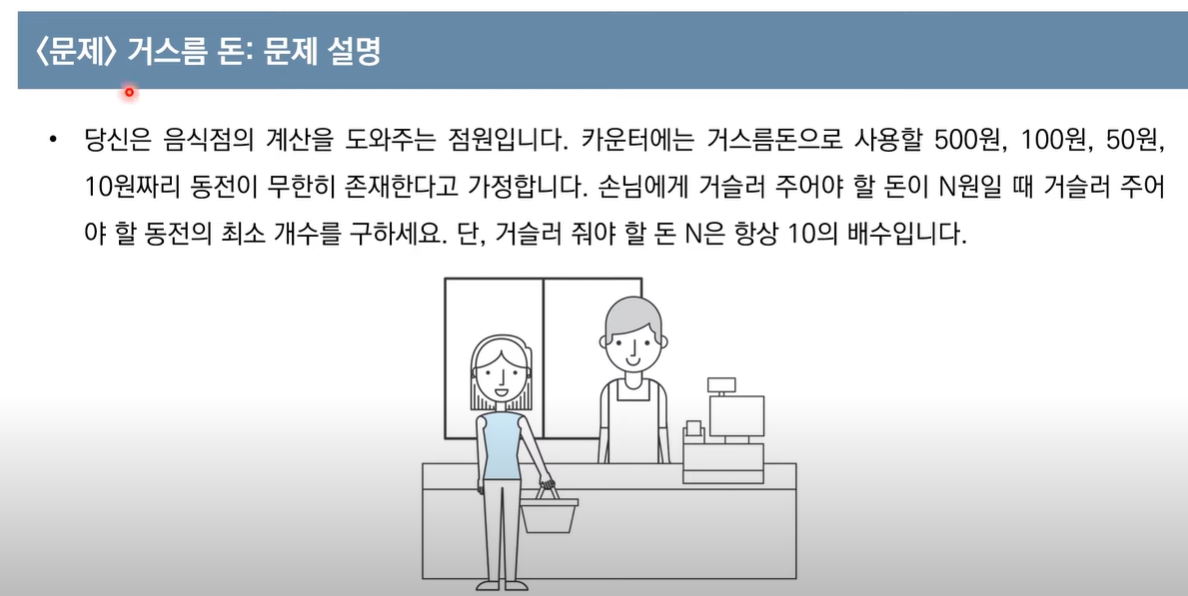 〈문제〉 거스름 돈: 문제 설명
• 당신은 음식점의 계산을 도와주는 점원입니다. 카운터에는 거스름돈으로 사용할 500원, 100원, 50원,
10원짜리 동전이 무한히 존재한다고 가정합니다. 손님에게 거슬러 주어야 할 돈이 N원일 때 거슬러 주어
야 할 동전의 최소 개수를 구하세요. 단, 거슬러 줘야 할 돈 N은 항상 10의 배수입니다.